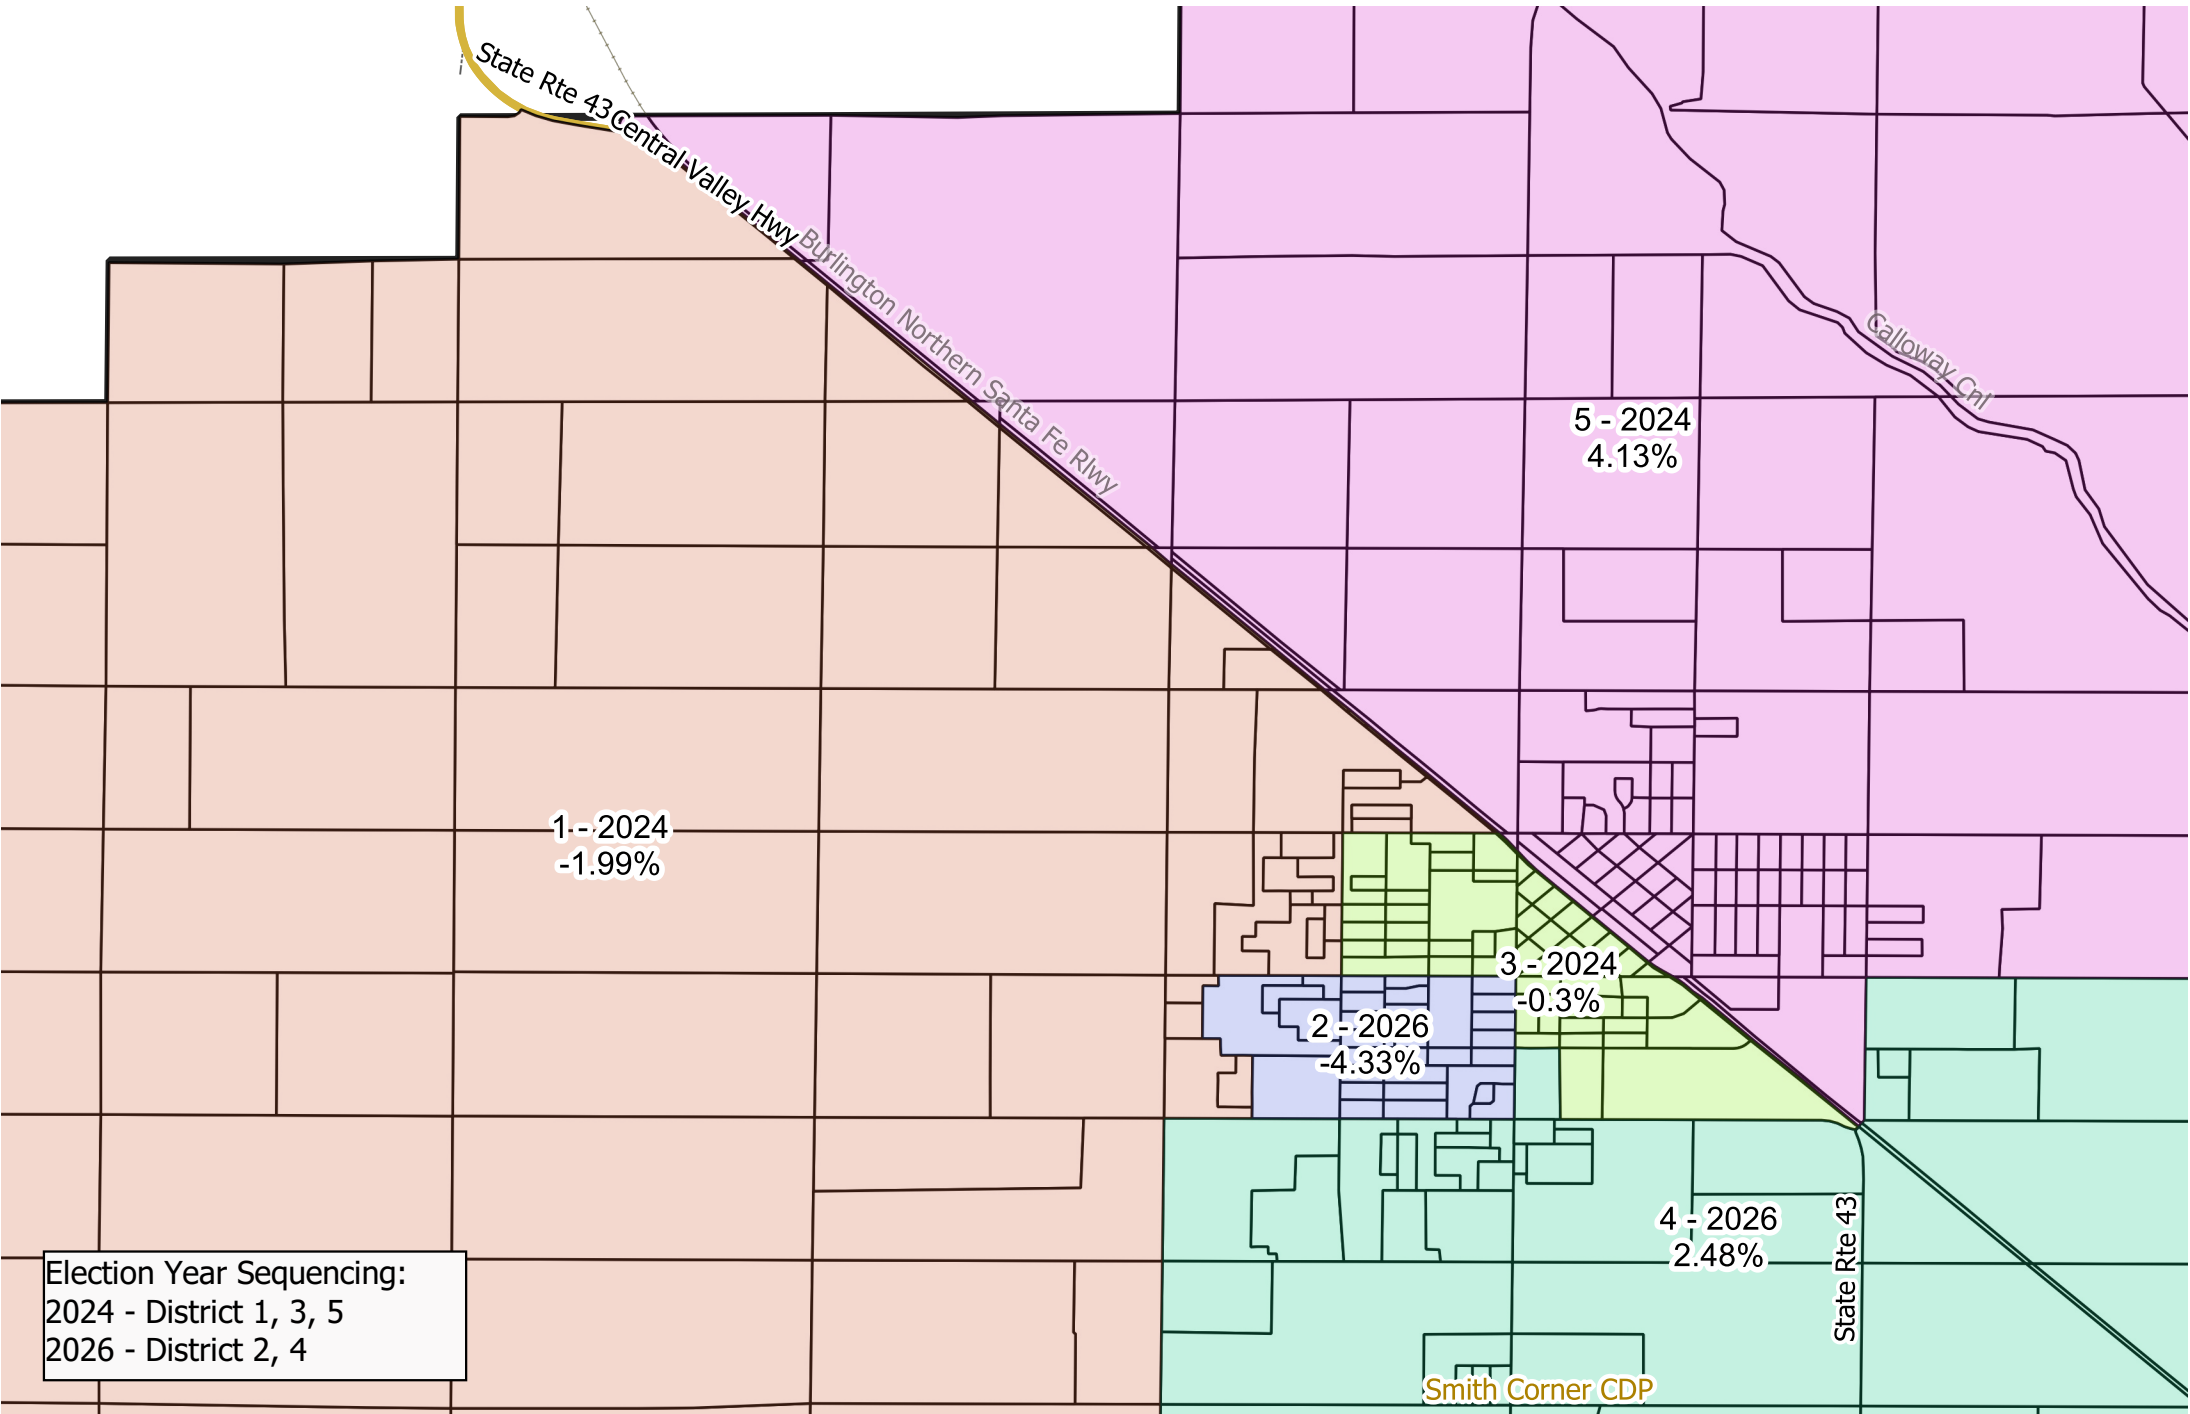 State Rte 43
Central Valley Hwy
Burlington Northern Santa Fe Rlwy
Calloway Cnl
5 - 2024
4.13%
1 - 2024
-1.99%
3 - 2024
-0.3%
2 - 2026
-4.33%
4 - 2026
2.48%
State Rte 43
Election Year Sequencing:
2024 - District 1, 3, 5
2026 - District 2, 4
Smith Corner CDP